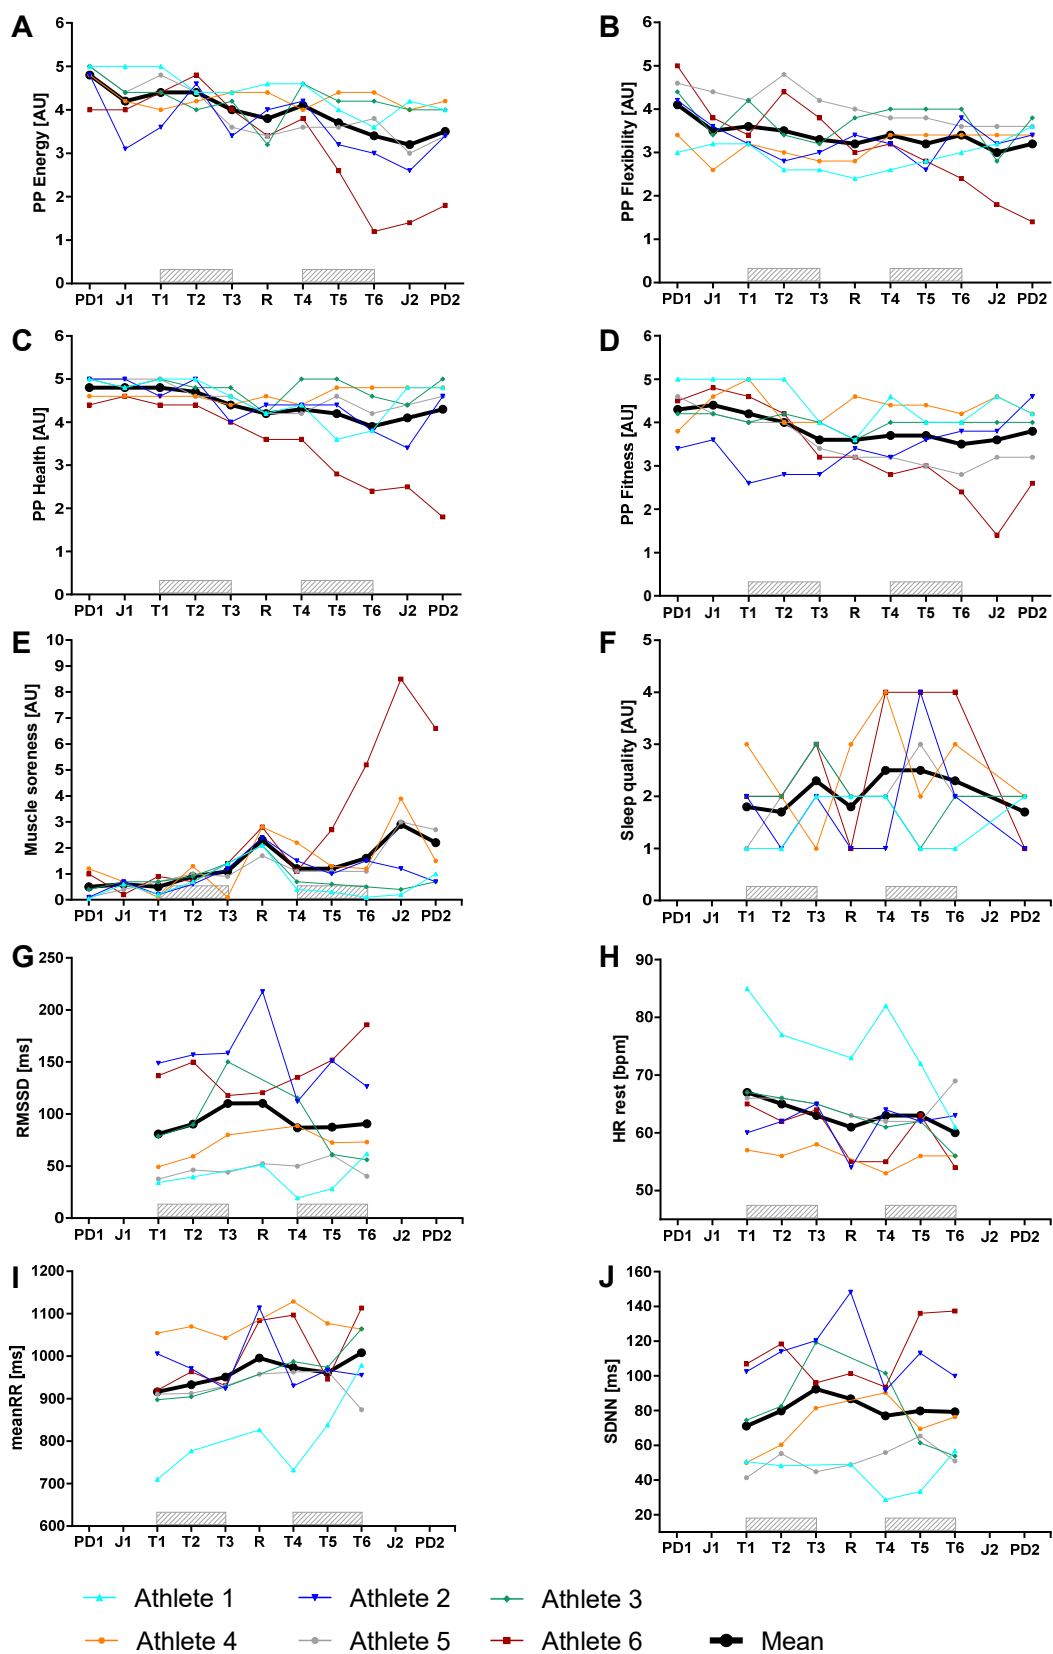 A
PP Energy [AU]
6
5
4
3
2
1
0
PD1 J1 T1 T2 T3 R T4 T5 T6 J2 PD2
B
PP Flexibility [AU]
6
5
4
3
2
1
0
PD1 J1 T1 T2 T3 R T4 T5 T6 J2 PD2
C
PP Health [AU]
6
5
4
3
2
1
0
PD1 J1 T1 T2 T3 R T4 T5 T6 J2 PD2
D
PP Fitness [AU]
6
5
4
3
2
1
0
PD1 J1 T1 T2 T3 R T4 T5 T6 J2 PD2
E
Muscle soreness [AU]
10
9
8
7
6
5
4
3
2
1
0
PD1 J1 T1 T2 T3 R T4 T5 T6 J2 PD2
F
Sleep quality [AU]
5
4
3
2
1
0
PD1 J1 T1 T2 T3 R T4 T5 T6 J2 PD2
G
RMSSD [ms]
250
200
150
100
50
0
PD1 J1 T1 T2 T3 R T4 T5 T6 J2 PD2
H
HR rest [bpm]
90
80
70
60
50
PD1 J1 T1 T2 T3 R T4 T5 T6 J2 PD2
I
meanRR [ms]
1200
1100
1000
900
800
700
600
PD1 J1 T1 T2 T3 R T4 T5 T6 J2 PD2
J
SDNN [ms]
160
140
120
100
80
60
40
20
PD1 J1 T1 T2 T3 R T4 T5 T6 J2 PD2
Athlete 1 Athlete 2 Athlete 3
Athlete 4 Athlete 5 Athlete 6 Mean